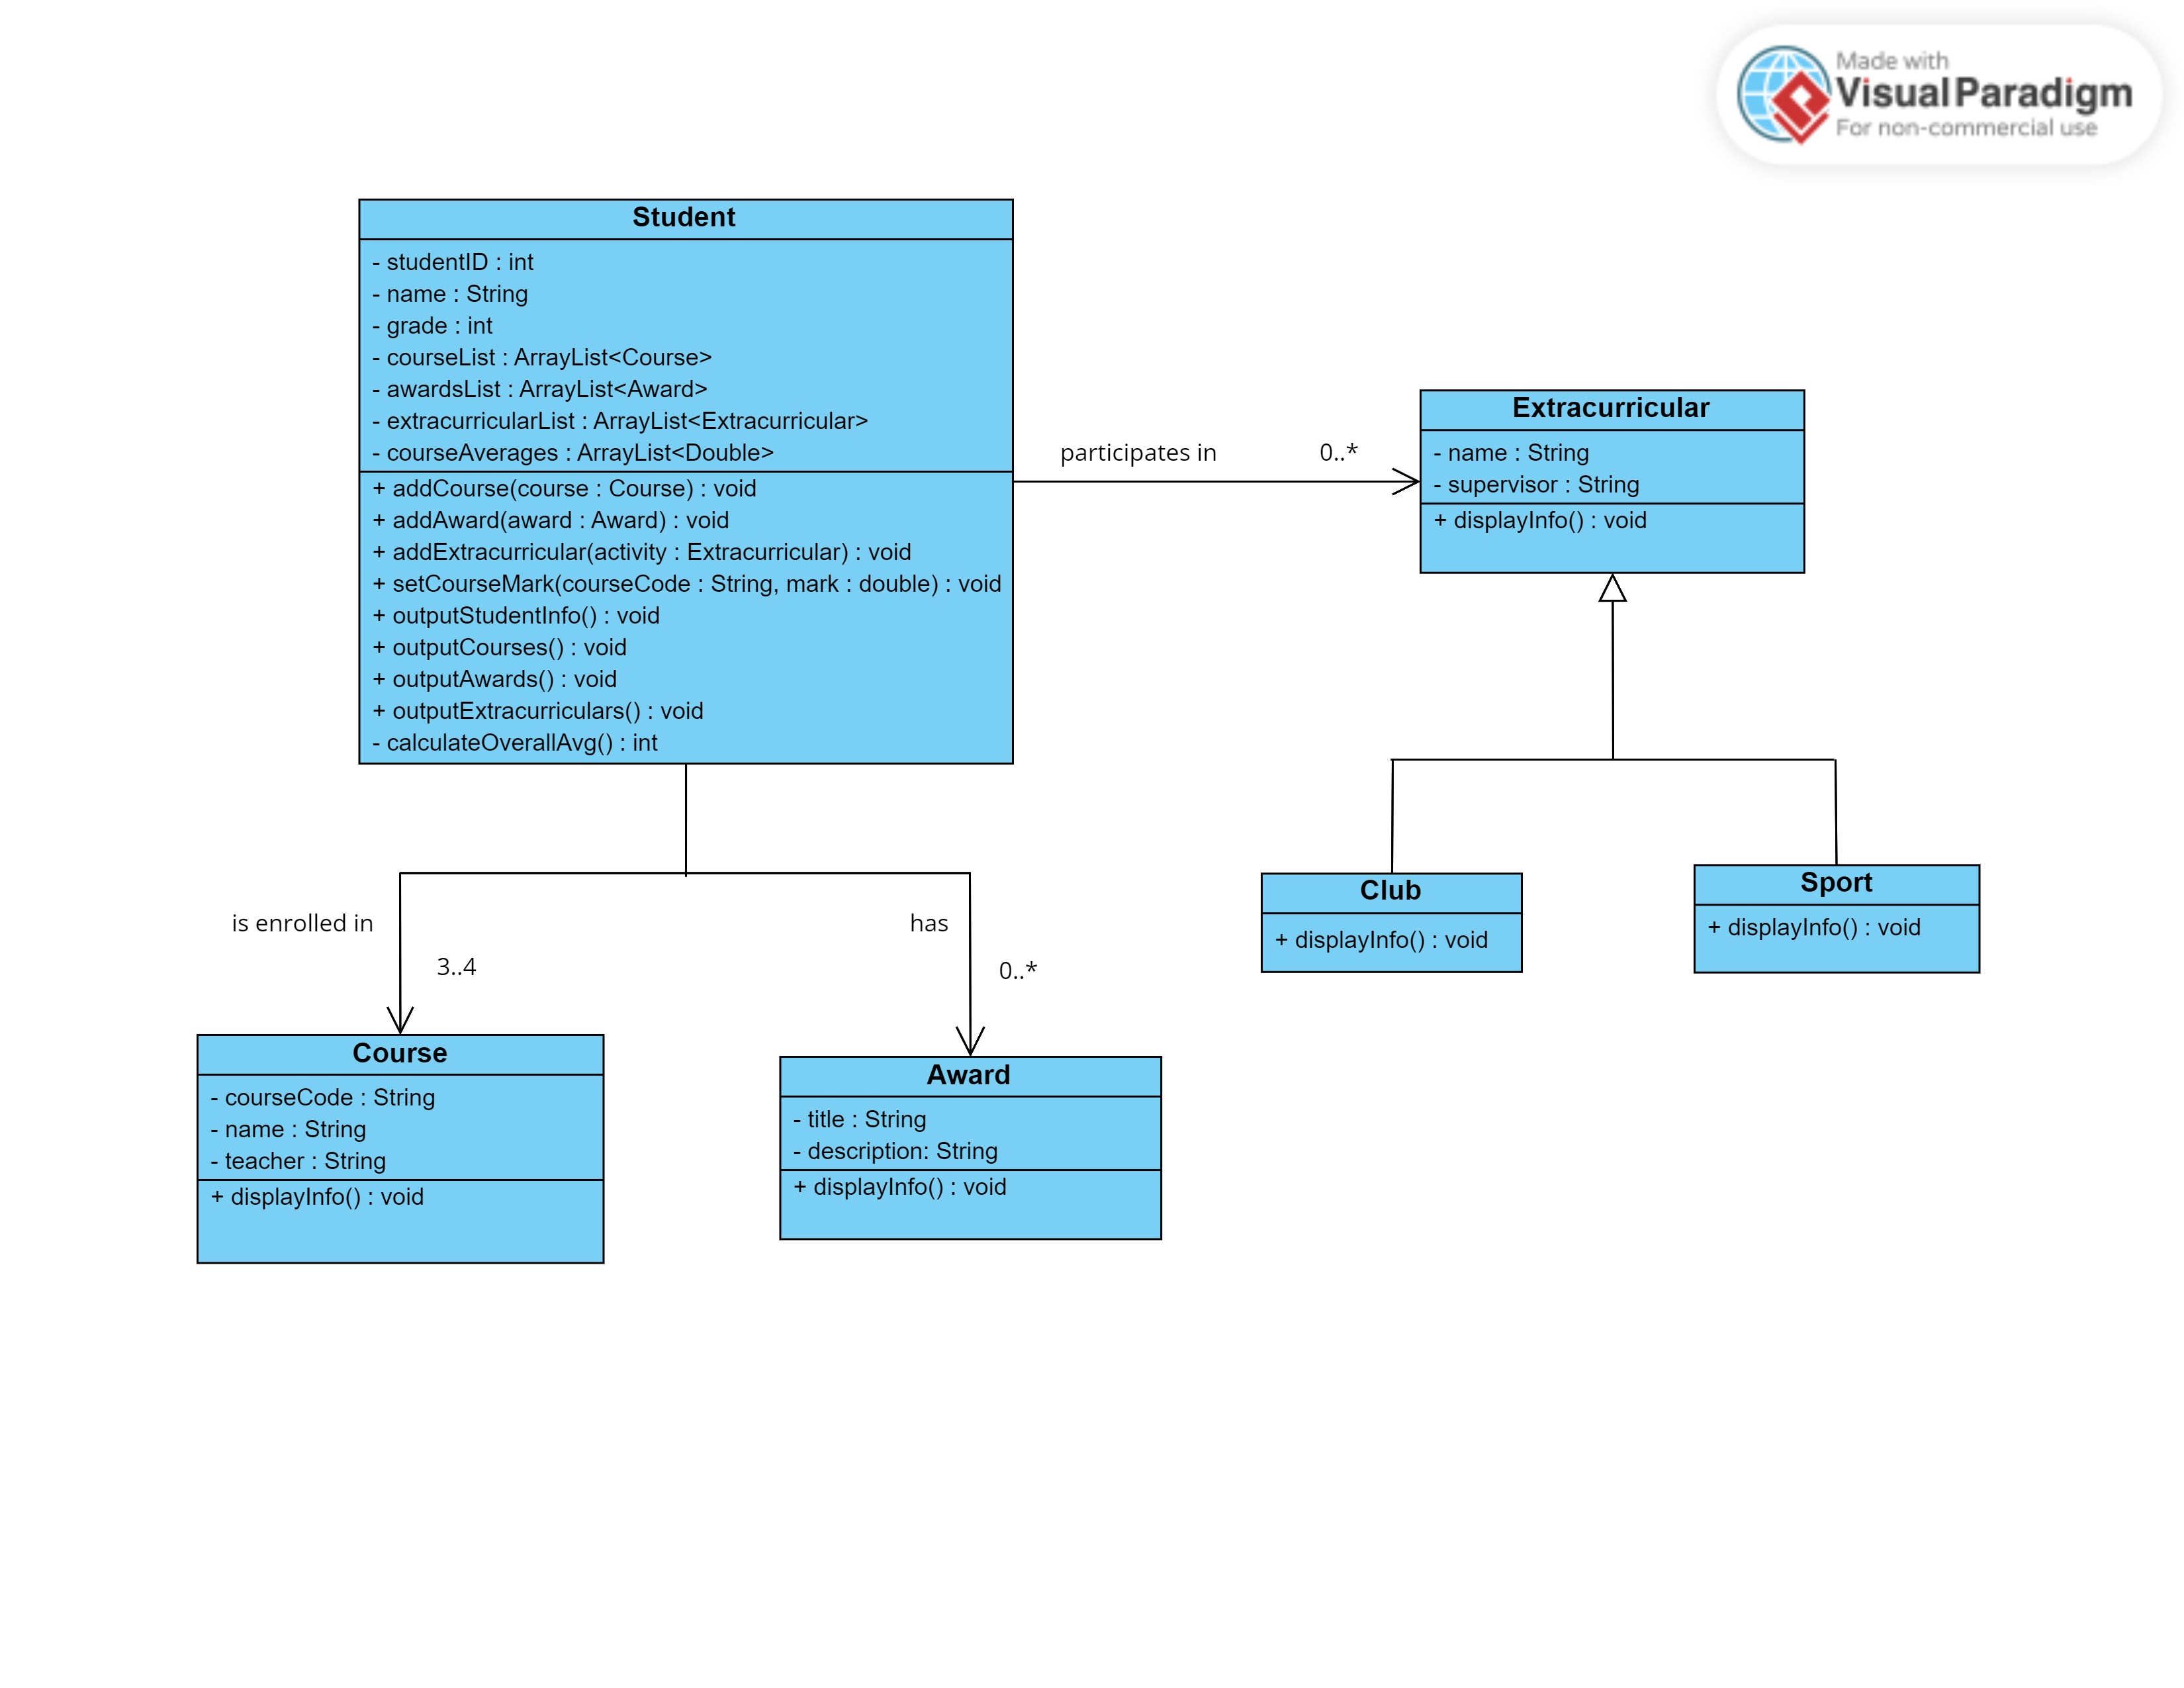 Made with
Visual Paradigm
For non-commercial use
Student
- studentID : int
- name : String
- grade : int
- courseList : ArrayList<Course>
- awardsList : ArrayList<Award>
- extracurricularList : ArrayList<Extracurricular>
- courseAverages : ArrayList<Double>
+ addCourse(course : Course) : void
+ addAward(award : Award) : void
+ addExtracurricular(activity : Extracurricular) : void
+ setCourseMark(courseCode : String, mark : double) : void
+ outputStudentInfo() : void
+ outputCourses() : void
+ outputAwards() : void
+ outputExtracurriculars() : void
- calculateOverallAvg() : int
participates in
0..*
Extracurricular
- name : String
- supervisor : String
+ displayInfo() : void
Club
+ displayInfo() : void
Sport
+ displayInfo() : void
is enrolled in
3..4
has
0..*
Course
- courseCode : String
- name : String
- teacher : String
+ displayInfo() : void
Award
- title : String
- description: String
+ displayInfo() : void